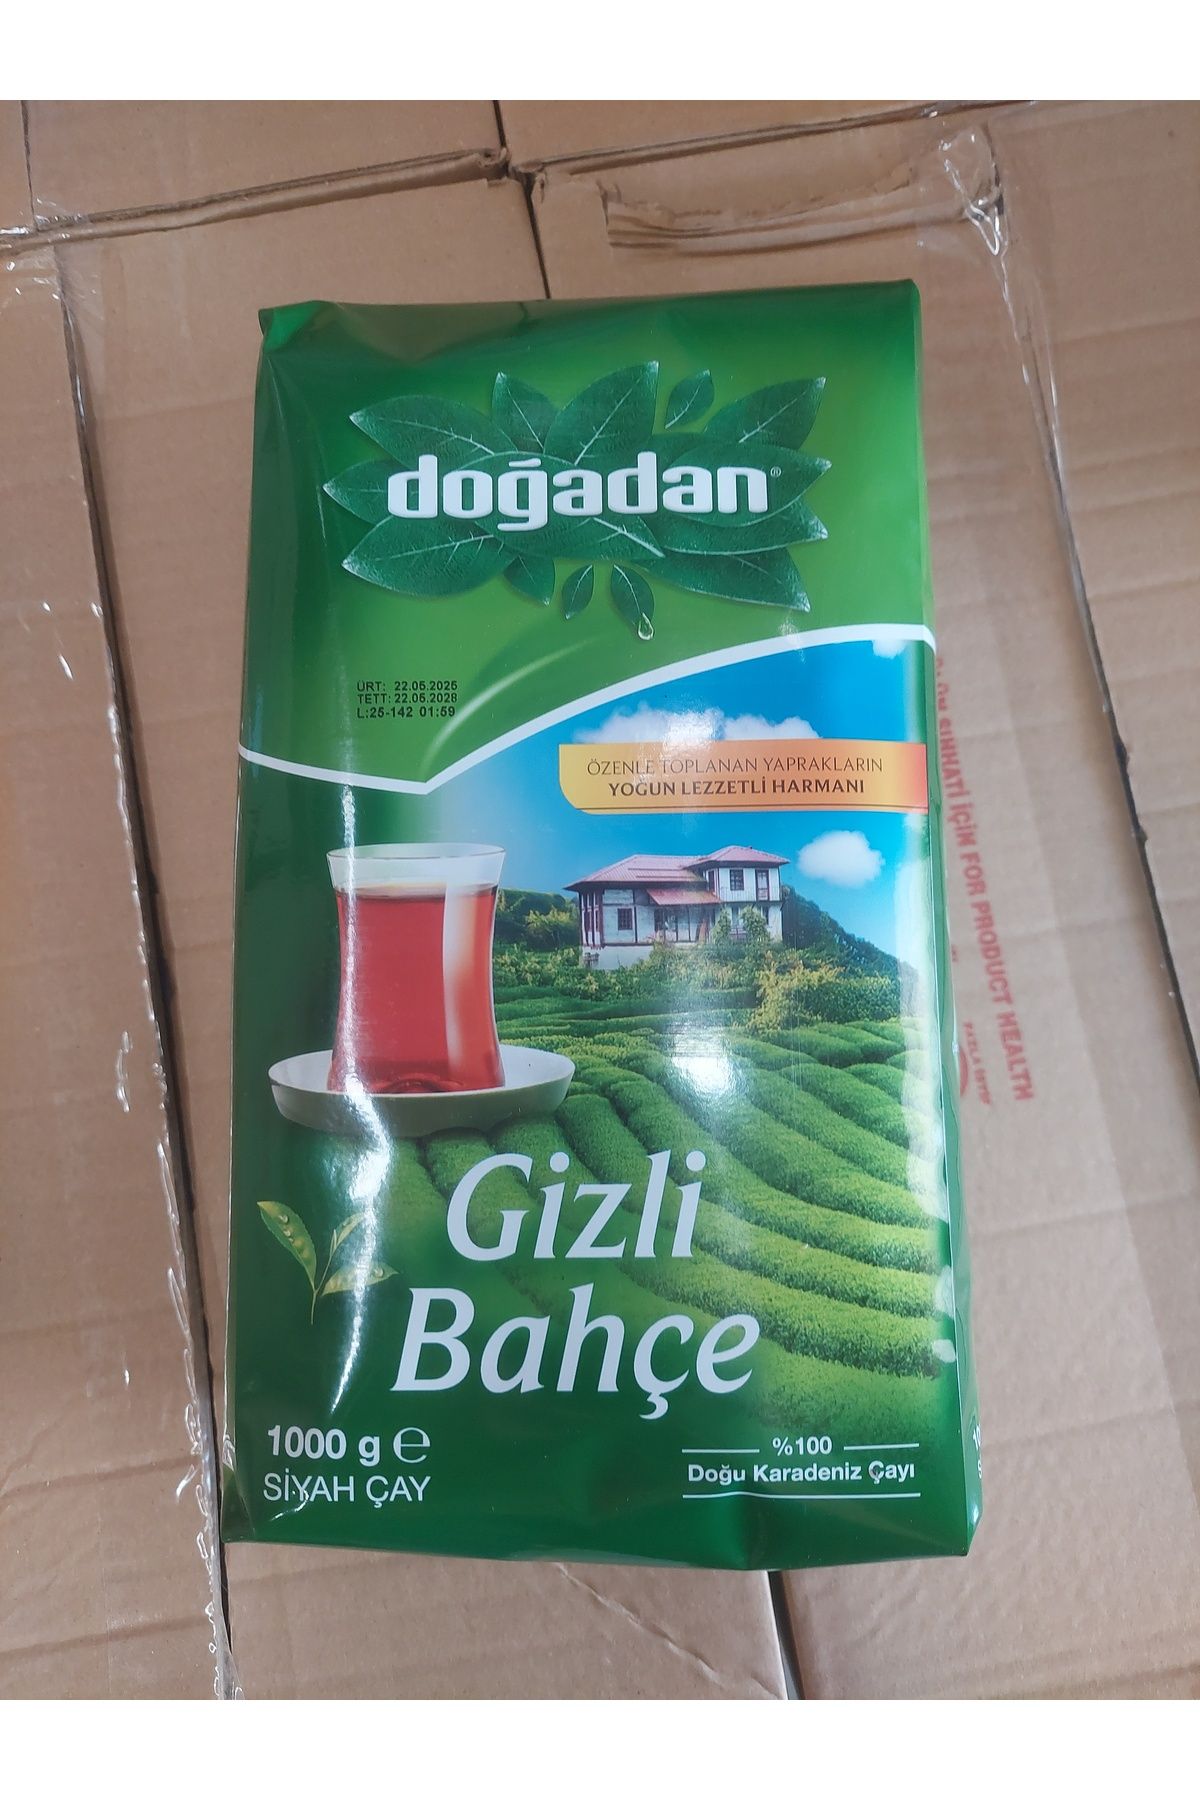 doğadan®
ÜRT: 22.05.2025
TETT: 22.05.2028
L:25-142 01:59
ÖZENLE TOPLANAN YAPRAKLARIN
YOĞUN LEZZETLİ HARMANI
Gizli
Bahçe
1000 g ℮
SİYAH ÇAY
%100
Doğu Karadeniz Çayı
SIHHATİ İÇİN FOR PRODUCT HEALTH